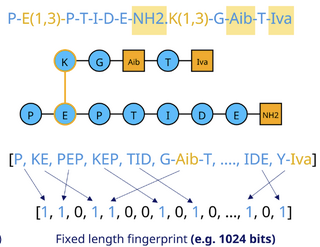 P-E(1,3)-P-T-I-D-E-NH2.K(1,3)-G-Aib-T-Iva
K G Aib T Iva
P E P T I D E NH2
[P, KE, PEP, KEP, TID, G-Aib-T, ...., IDE, Y-Iva]
[1, 1, 0, 1, 1, 0, 0, 1, 0, 1, 0, ..., 1, 0, 1]
) Fixed length fingerprint (e.g. 1024 bits)